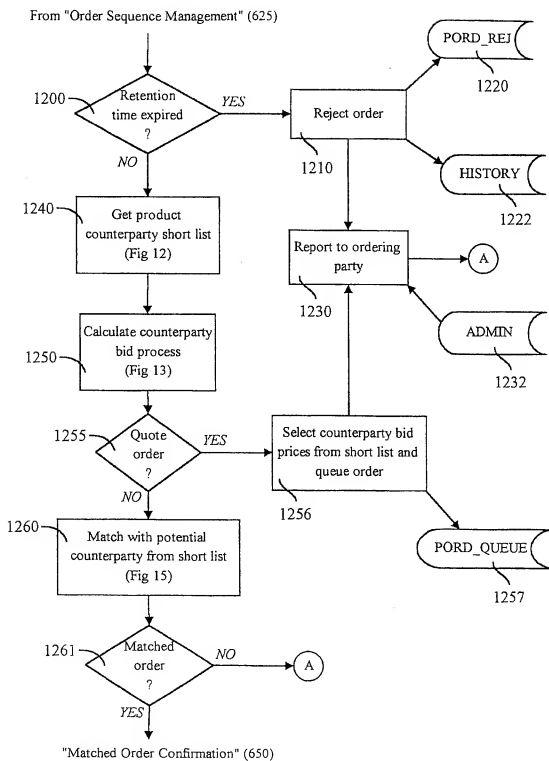 From "Order Sequence Management" (625)
PORD_REJ
1220
1200
Retention
time expired
?
YES
NO
Reject order
1210
HISTORY
1222
1240
Get product
counterparty short list
(Fig 12)
Report to ordering
party
1230
A
ADMIN
1232
1250
Calculate counterparty
bid process
(Fig 13)
1255
Quote
order
?
YES
NO
Select counterparty bid
prices from short list and
queue order
1256
PORD_QUEUE
1257
1260
Match with potential
counterparty from short list
(Fig 15)
1261
Matched
order
?
NO
A
YES
"Matched Order Confirmation" (650)